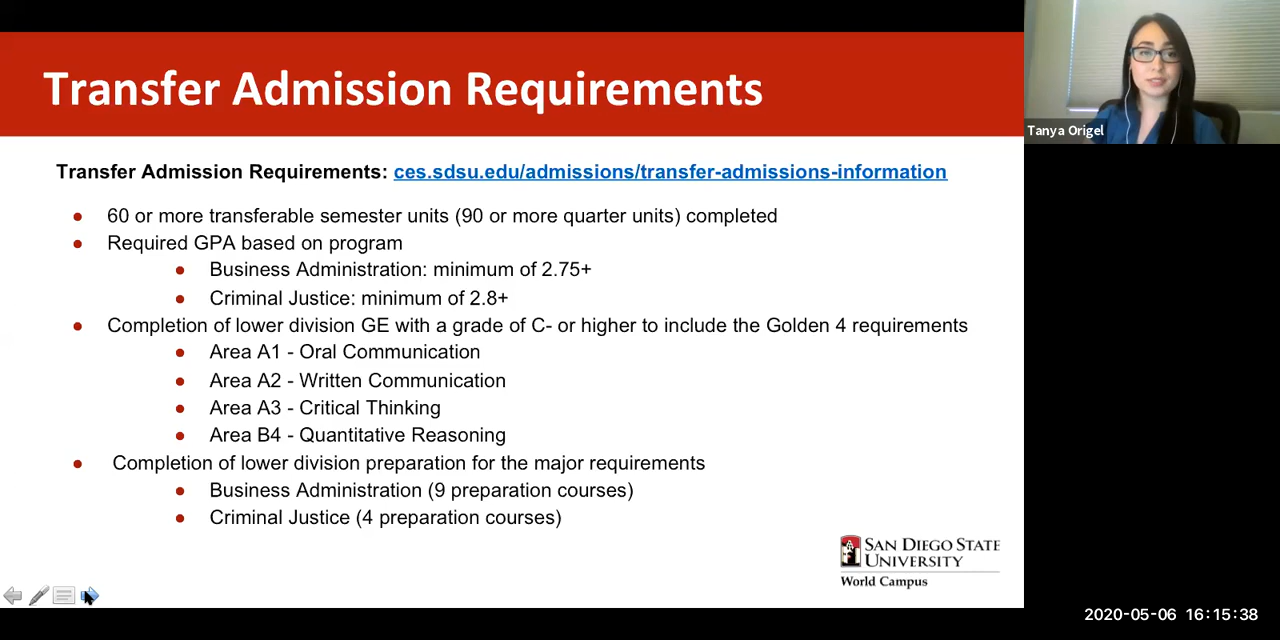 Transfer Admission Requirements
Tanya Origel
Transfer Admission Requirements: ces.sdsu.edu/admissions/transfer-admissions-information
● 60 or more transferable semester units (90 or more quarter units) completed
● Required GPA based on program
● Business Administration: minimum of 2.75+
● Criminal Justice: minimum of 2.8+
● Completion of lower division GE with a grade of C- or higher to include the Golden 4 requirements
● Area A1 - Oral Communication
● Area A2 - Written Communication
● Area A3 - Critical Thinking
● Area B4 - Quantitative Reasoning
● Completion of lower division preparation for the major requirements
● Business Administration (9 preparation courses)
● Criminal Justice (4 preparation courses)
SAN DIEGO STATE
UNIVERSITY
World Campus
2020-05-06 16:15:38